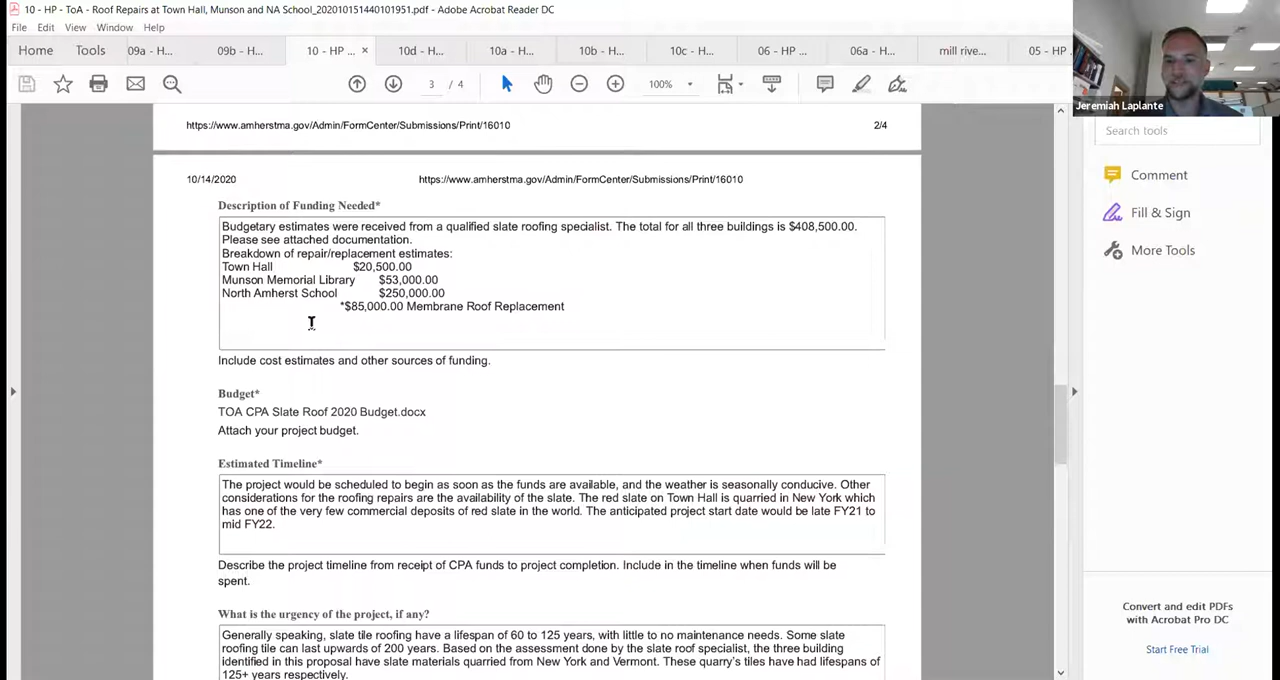 10 - HP - ToA - Roof Repairs at Town Hall, Munson and NA School_202010151440101951.pdf - Adobe Acrobat Reader DC
File Edit View Window Help
Home Tools 09a - H... 09b - H... 10 - HP ... × 10d - H... 10a - H... 10b - H... 10c - H... 06 - HP ... 06a - H... mill rive... 05 - HP
3 / 4 100%
Jeremiah Laplante
https://www.amherstma.gov/Admin/FormCenter/Submissions/Print/16010 2/4
Search tools
Comment
Fill & Sign
More Tools
10/14/2020 https://www.amherstma.gov/Admin/FormCenter/Submissions/Print/16010
Description of Funding Needed*
Budgetary estimates were received from a qualified slate roofing specialist. The total for all three buildings is $408,500.00.
Please see attached documentation.
Breakdown of repair/replacement estimates:
Town Hall $20,500.00
Munson Memorial Library $53,000.00
North Amherst School $250,000.00
*$85,000.00 Membrane Roof Replacement
Include cost estimates and other sources of funding.
Budget*
TOA CPA Slate Roof 2020 Budget.docx
Attach your project budget.
Estimated Timeline*
The project would be scheduled to begin as soon as the funds are available, and the weather is seasonally conducive. Other
considerations for the roofing repairs are the availability of the slate. The red slate on Town Hall is quarried in New York which
has one of the very few commercial deposits of red slate in the world. The anticipated project start date would be late FY21 to
mid FY22.
Describe the project timeline from receipt of CPA funds to project completion. Include in the timeline when funds will be
spent.
What is the urgency of the project, if any?
Generally speaking, slate tile roofing have a lifespan of 60 to 125 years, with little to no maintenance needs. Some slate
roofing tile can last upwards of 200 years. Based on the assessment done by the slate roof specialist, the three building
identified in this proposal have slate materials quarried from New York and Vermont. These quarry's tiles have had lifespans of
125+ years respectively.
Convert and edit PDFs
with Acrobat Pro DC
Start Free Trial